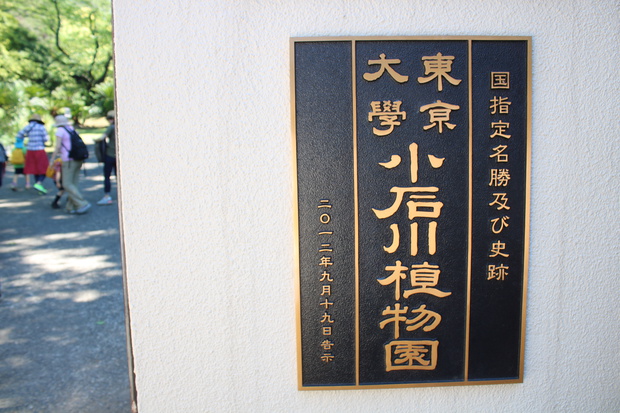 国指定名勝及び史跡
東京
大學
小石川植物園
二〇一二年九月十九日告示